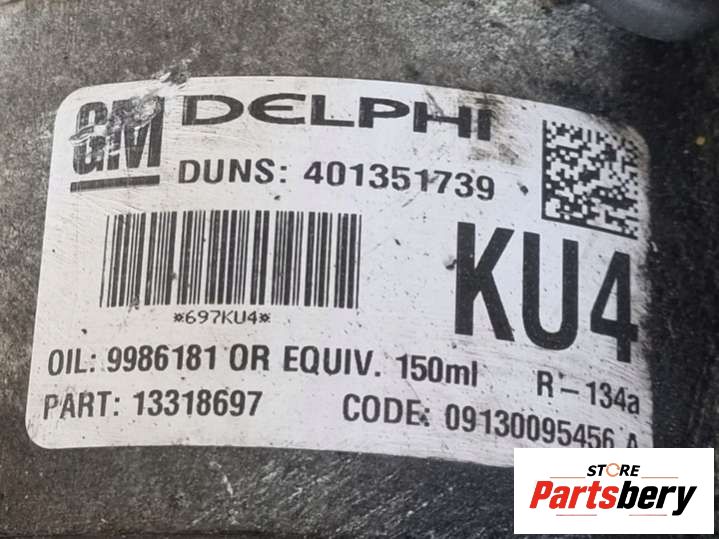 GM DELPHI
DUNS: 401351739
*697KU4*
KU4
OIL: 9986181 OR EQUIV. 150ml R-134a
PART: 13318697 CODE: 09130095456 A
STORE
Partsbery